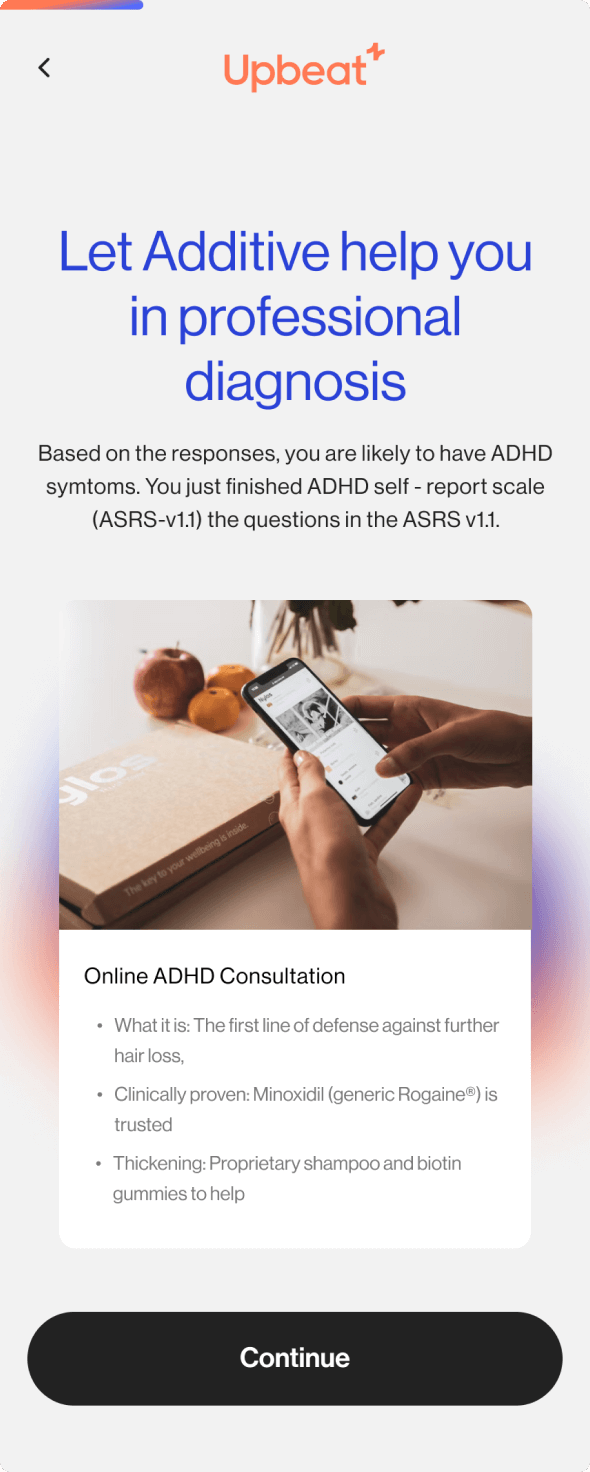 Upbeat
Let Additive help you
in professional
diagnosis
Based on the responses, you are likely to have ADHD
symtoms. You just finished ADHD self - report scale
(ASRS-v1.1) the questions in the ASRS v1.1.
ylos
The key to your wellbeing is inside.
Online ADHD Consultation
• What it is: The first line of defense against further
hair loss,
• Clinically proven: Minoxidil (generic Rogaine®) is
trusted
• Thickening: Proprietary shampoo and biotin
gummies to help
Continue